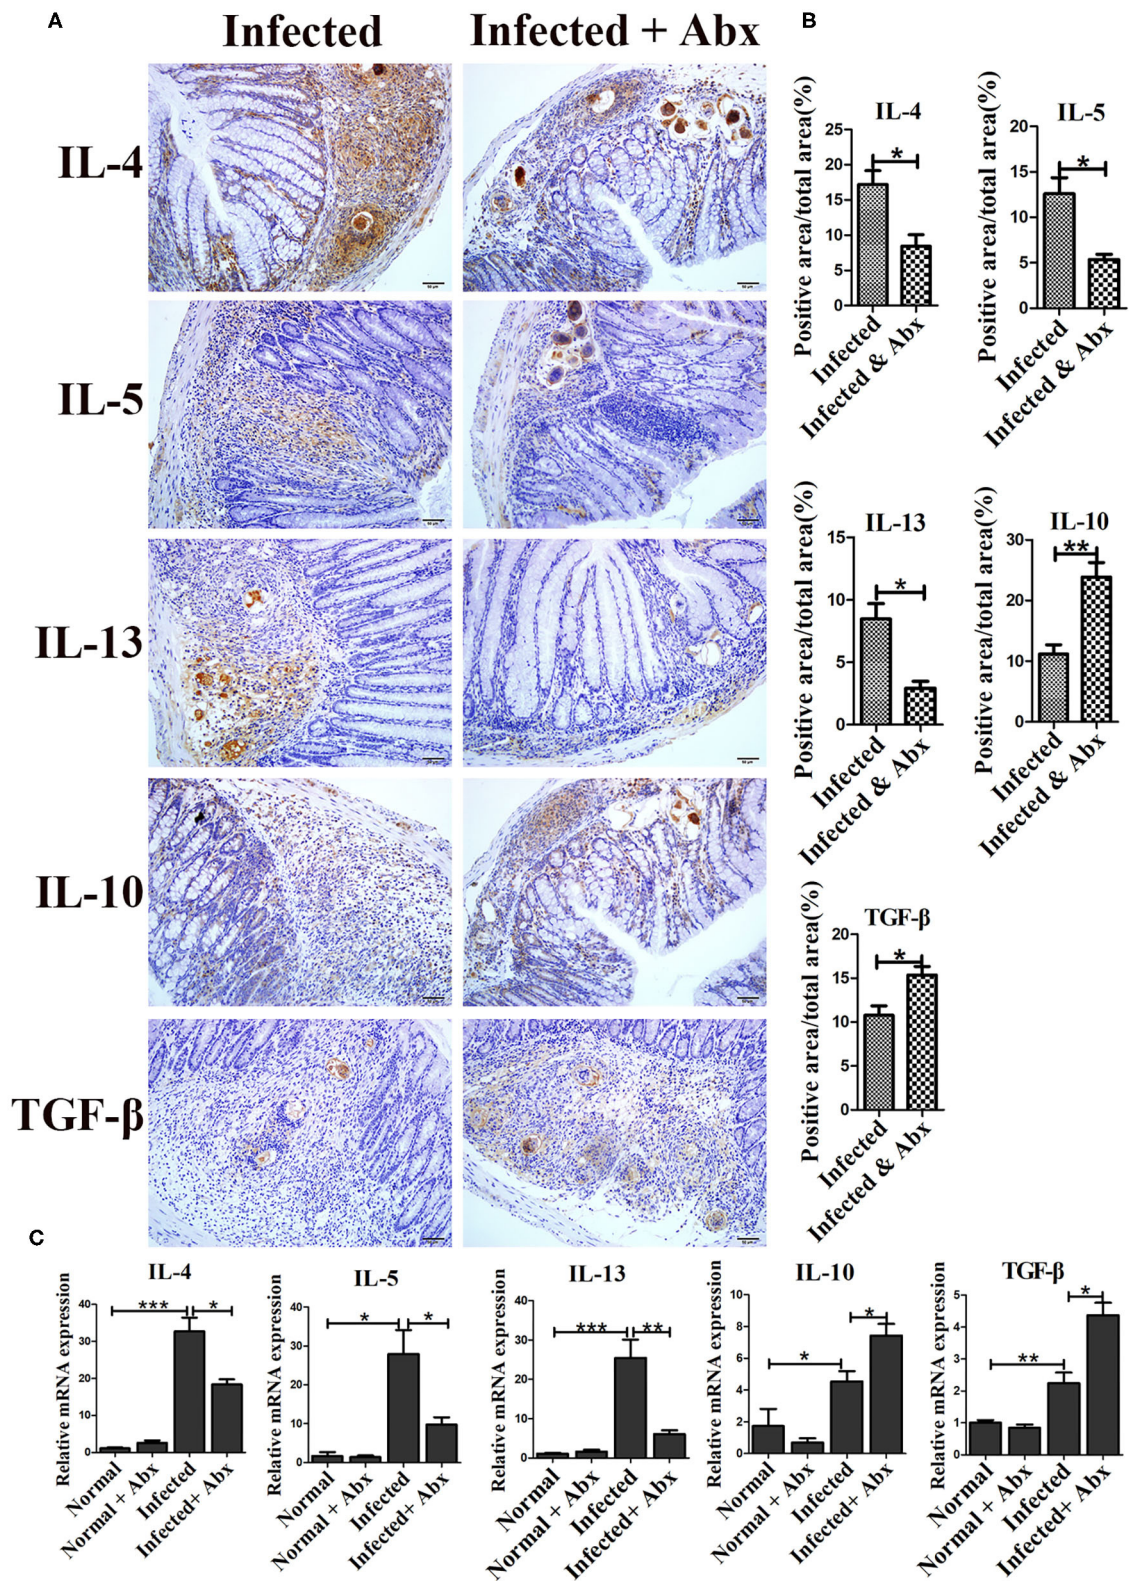 A
Infected
Infected + Abx
IL-4
IL-5
IL-13
IL-10
TGF-β
B
IL-4
Positive area/total area(%)
25
20
15
10
5
0
*
Infected
Infected & Abx
IL-5
Positive area/total area(%)
20
15
10
5
0
*
Infected
Infected & Abx
IL-13
Positive area/total area(%)
15
10
5
0
*
Infected
Infected & Abx
IL-10
Positive area/total area(%)
30
20
10
0
**
Infected
Infected & Abx
TGF-β
Positive area/total area(%)
20
15
10
5
0
*
Infected
Infected & Abx
C
IL-4
Relative mRNA expression
40
30
20
10
0
*** *
Normal
Normal + Abx
Infected
Infected+ Abx
IL-5
Relative mRNA expression
40
30
20
10
0
* *
Normal
Normal + Abx
Infected
Infected+ Abx
IL-13
Relative mRNA expression
40
30
20
10
0
*** **
Normal
Normal + Abx
Infected
Infected+ Abx
IL-10
Relative mRNA expression
10
8
6
4
2
0
* *
Normal
Normal + Abx
Infected
Infected+ Abx
TGF-β
Relative mRNA expression
5
4
3
2
1
0
** *
Normal
Normal + Abx
Infected
Infected+ Abx